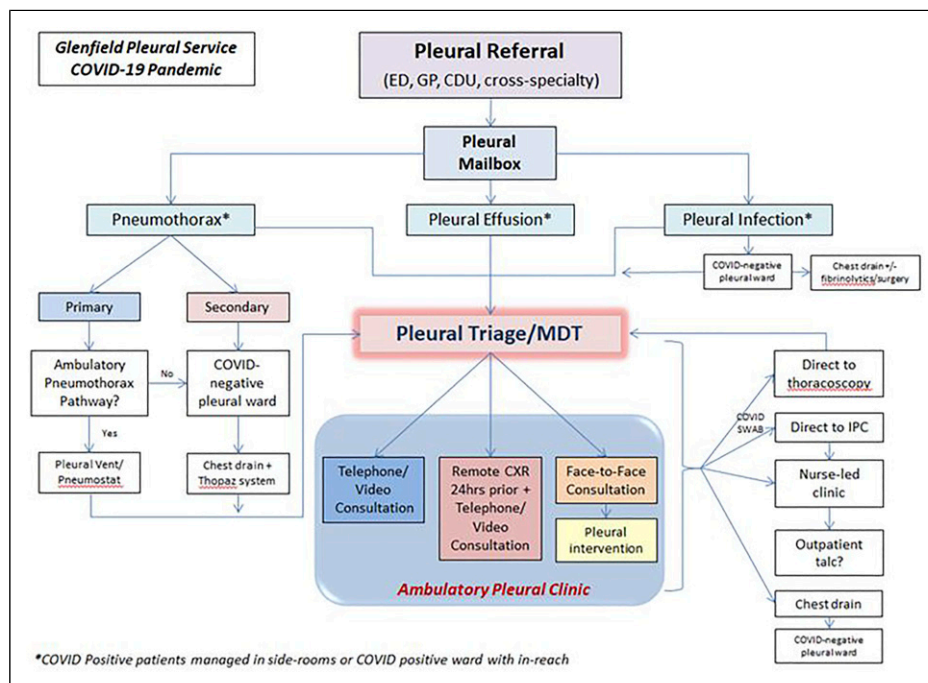 Glenfield Pleural Service
COVID-19 Pandemic
Pleural Referral
(ED, GP, CDU, cross-specialty)
Pleural
Mailbox
Pneumothorax*
Pleural Effusion*
Pleural Infection*
COVID-negative
pleural ward
Chest drain +/-
fibrinolytics/surgery
Primary
Secondary
Pleural Triage/MDT
Ambulatory
Pneumothorax
Pathway?
No
COVID-
negative
pleural ward
Yes
Pleural Vent/
Pneumostat
Chest drain +
Thopaz system
Telephone/
Video
Consultation
Remote CXR
24hrs prior +
Telephone/
Video
Consultation
Face-to-Face
Consultation
Pleural
intervention
Ambulatory Pleural Clinic
COVID
SWAB
Direct to
thoracoscopy
Direct to IPC
Nurse-led
clinic
Outpatient
talc?
Chest drain
COVID-negative
pleural ward
*COVID Positive patients managed in side-rooms or COVID positive ward with in-reach